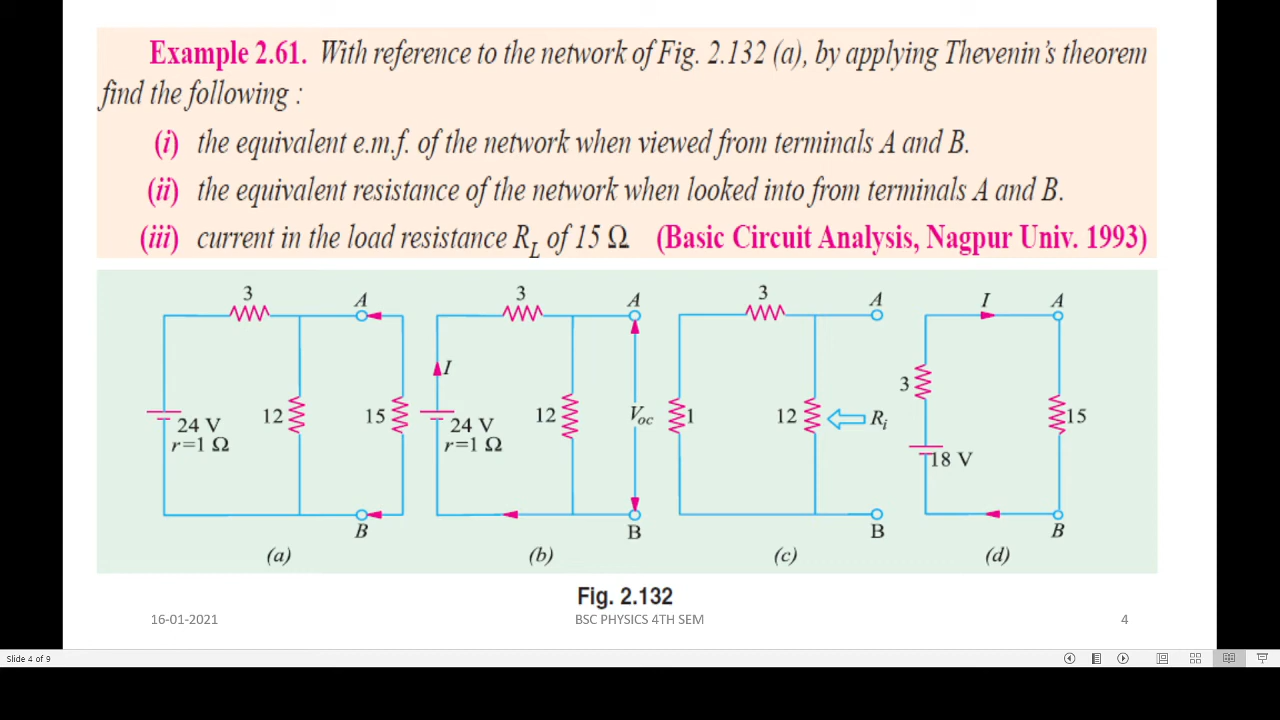 Example 2.61. With reference to the network of Fig. 2.132 (a), by applying Thevenin's theorem
find the following :
(i) the equivalent e.m.f. of the network when viewed from terminals A and B.
(ii) the equivalent resistance of the network when looked into from terminals A and B.
(iii) current in the load resistance RL of 15 Ω (Basic Circuit Analysis, Nagpur Univ. 1993)
3
A
12
15
24 V
r=1 Ω
B
(a)
3
A
I
12
Voc
24 V
r=1 Ω
B
(b)
3
A
1
12
Ri
B
(c)
I
A
3
15
18 V
B
(d)
Fig. 2.132
16-01-2021
BSC PHYSICS 4TH SEM
4
Slide 4 of 9